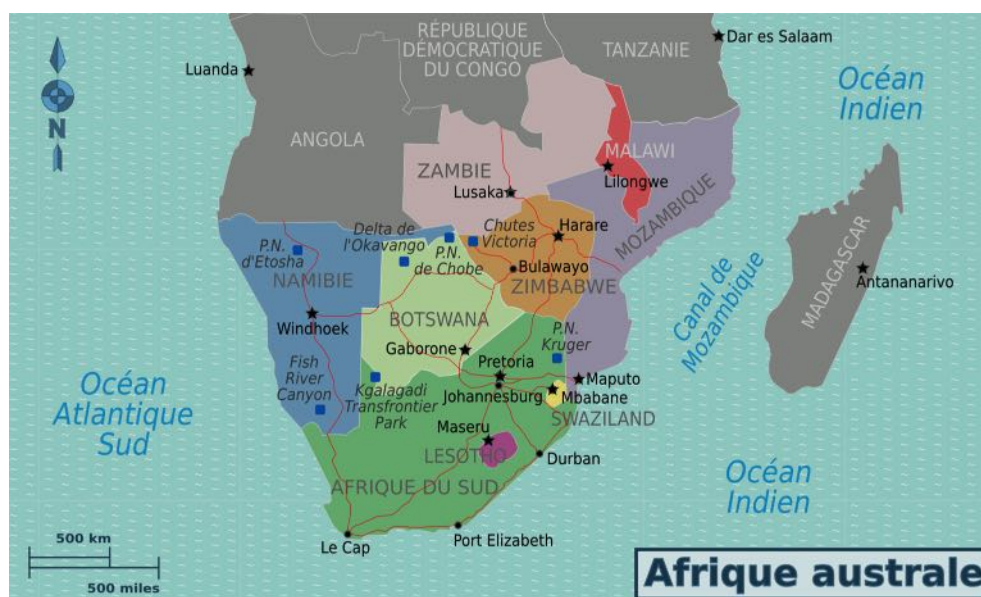 RÉPUBLIQUE
DÉMOCRATIQUE
DU CONGO
TANZANIE
Dar es Salaam
Luanda
Océan
Indien
N
ANGOLA
MALAWI
ZAMBIE
Lilongwe
Lusaka
MOZAMBIQUE
Delta de
l'Okavango
Chutes
Victoria
Harare
P.N.
d'Etosha
P.N.
de Chobe
Bulawayo
NAMIBIE
ZIMBABWE
MADAGASCAR
Antananarivo
Canal de
Mozambique
BOTSWANA
Windhoek
P.N.
Kruger
Gaborone
Pretoria
Fish
River
Canyon
Maputo
Kgalagadi
Transfrontier
Park
Johannesburg
Mbabane
SWAZILAND
Océan
Atlantique
Sud
Maseru
LESOTHO
Durban
Océan
Indien
AFRIQUE DU SUD
Port Elizabeth
Le Cap
500 km
500 miles
Afrique australe